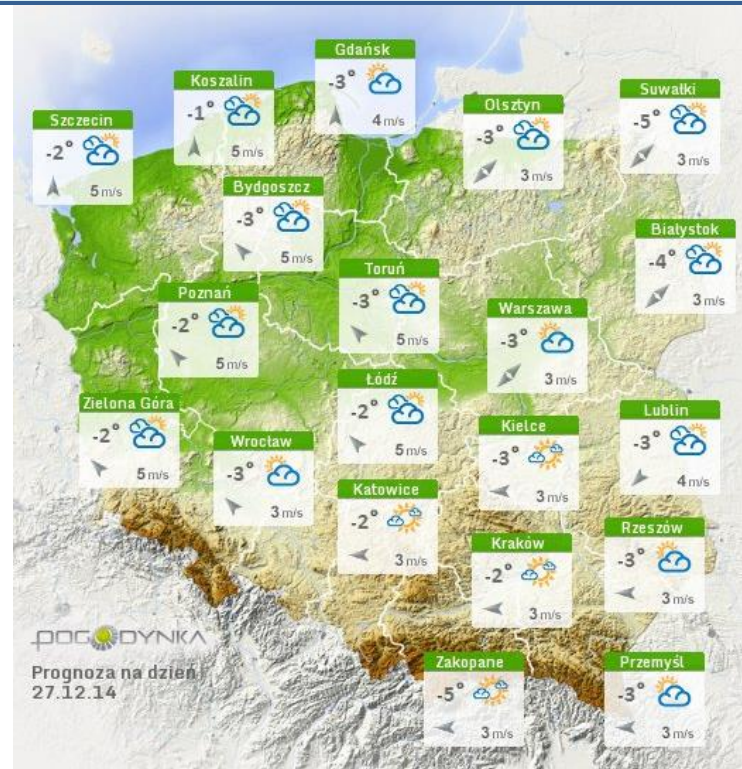 Gdańsk
-3°
4 m/s
Koszalin
-1°
5 m/s
Suwałki
-5°
3 m/s
Olsztyn
-3°
3 m/s
Szczecin
-2°
5 m/s
Bydgoszcz
-3°
5 m/s
Białystok
-4°
3 m/s
Toruń
-3°
5 m/s
Poznań
-2°
5 m/s
Warszawa
-3°
3 m/s
Łódź
-2°
5 m/s
Zielona Góra
-2°
5 m/s
Lublin
-3°
4 m/s
Kielce
-3°
3 m/s
Wrocław
-3°
3 m/s
Katowice
-2°
3 m/s
Rzeszów
-3°
3 m/s
Kraków
-2°
3 m/s
POGODYNKA
Prognoza na dzień
27.12.14
Zakopane
-5°
3 m/s
Przemyśl
-3°
3 m/s